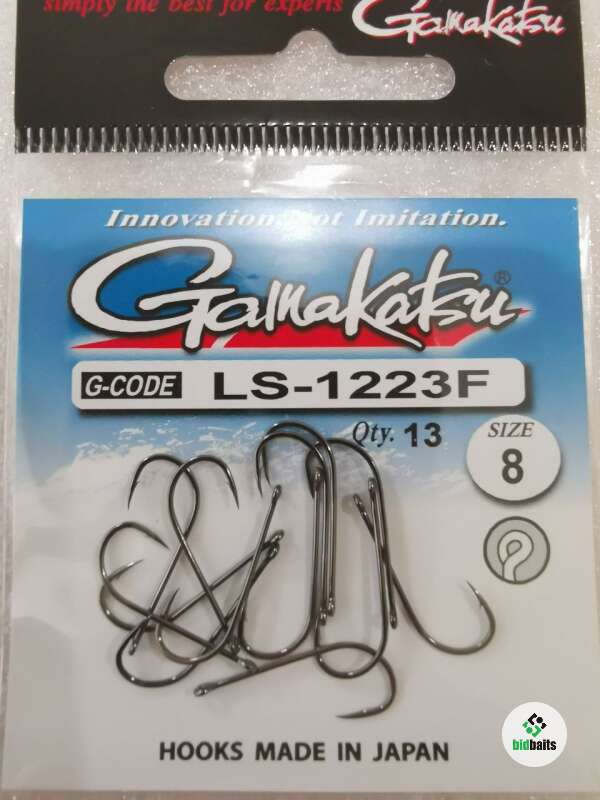 simply the best for experts
Gamakatsu
Innovation not Imitation.
Gamakatsu®
G-CODE LS-1223F
Qty. 13
SIZE
8
HOOKS MADE IN JAPAN
bidbaits